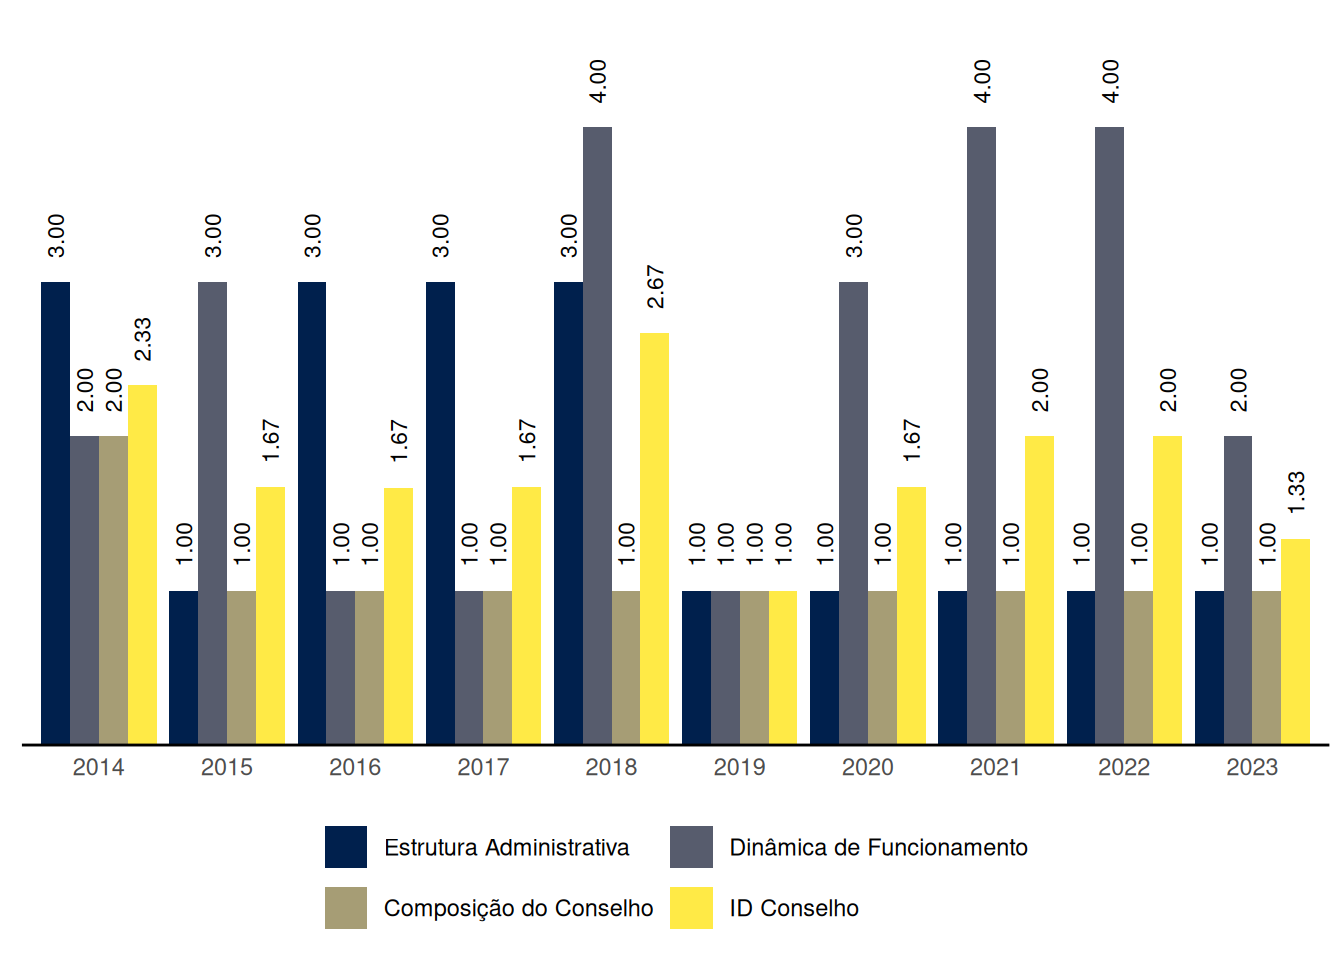 3.00 2.00 2.00 2.33 1.00 3.00 1.00 1.67 3.00 1.00 1.00 1.67 3.00 1.00 1.00 1.67 3.00 4.00 1.00 2.67 1.00 1.00 1.00 1.00 1.00 3.00 1.00 1.67 1.00 4.00 1.00 2.00 1.00 4.00 1.00 2.00 1.00 2.00 1.00 1.33
2014 2015 2016 2017 2018 2019 2020 2021 2022 2023
Estrutura Administrativa Dinâmica de Funcionamento
Composição do Conselho ID Conselho